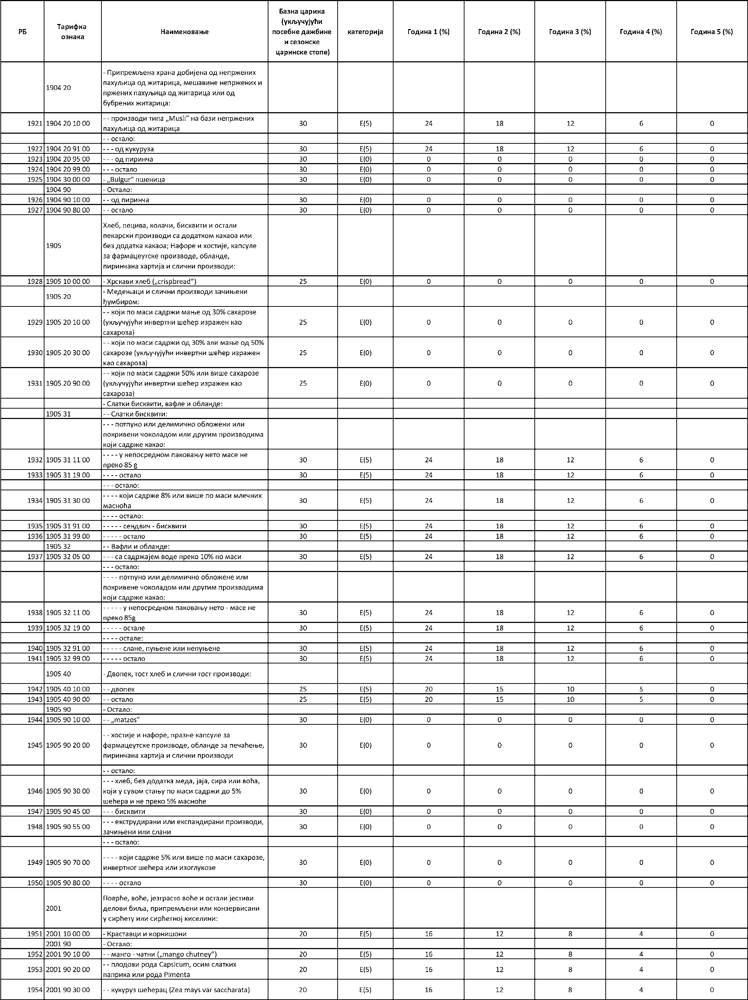 РБ Тарифна ознака Наименовање Базна царина (укључујући посебне дажбине и сезонске царинске стопе) категорија Година 1 (%) Година 2 (%) Година 3 (%) Година 4 (%) Година 5 (%)
1904 20 - Припремљена храна добијена од непржених
пахуљица од житарица, мешавине непржених и
пржених пахуљица од житарица или од
бубрених житарица:
1921 1904 20 10 00 - - производи типа „Musli” на бази непржених
пахуљица од житарица 30 E(5) 24 18 12 6 0
- - остало:
1922 1904 20 91 00 - - - од кукуруза 30 E(5) 24 18 12 6 0
1923 1904 20 95 00 - - - од пиринча 30 E(0) 0 0 0 0 0
1924 1904 20 99 00 - - - остало 30 E(0) 0 0 0 0 0
1925 1904 30 00 00 - „Bulgur” пшеница 30 E(0) 0 0 0 0 0
1904 90 - Остало:
1926 1904 90 10 00 - - од пиринча 30 E(0) 0 0 0 0 0
1927 1904 90 80 00 - - остало 30 E(0) 0 0 0 0 0
1905 Хлеб, пецива, колачи, бисквити и остали
пекарски производи са додатком какаоа или
без додатка какаоа; Нафоре и хостије, капсуле
за фармацеутске производе, обланде,
пиринчана хартија и слични производи:
1928 1905 10 00 00 - Хрскави хлеб („crispbread”) 25 E(0) 0 0 0 0 0
1905 20 - Медењаци и слични производи зачињени
ђумбиром:
1929 1905 20 10 00 - - који по маси садржи мање од 30% сахарозе
(укључујући инвертни шећер изражен као
сахароза) 25 E(0) 0 0 0 0 0
1930 1905 20 30 00 - - који по маси садржи од 30% али мање од 50%
сахарозе (укључујући инвертни шећер изражен
као сахароза) 25 E(0) 0 0 0 0 0
1931 1905 20 90 00 - - који по маси садржи 50% или више сахарозе
(укључујући инвертни шећер изражен као
сахароза) 25 E(0) 0 0 0 0 0
- Слатки бисквити, вафле и обланде:
1905 31 - - Слатки бисквити:
- - - потпуно или делимично обложени или
покривени чоколадом или другим производима
који садрже какао:
1932 1905 31 11 00 - - - - у непосредном паковању нето масе не
преко 85 g 30 E(5) 24 18 12 6 0
1933 1905 31 19 00 - - - - остало 30 E(5) 24 18 12 6 0
- - - остало:
1934 1905 31 30 00 - - - - који садрже 8% или више по маси млечних
масноћа 30 E(5) 24 18 12 6 0
- - - - остало:
1935 1905 31 91 00 - - - - - сендвич - бисквити 30 E(5) 24 18 12 6 0
1936 1905 31 99 00 - - - - - остало 30 E(5) 24 18 12 6 0
1905 32 - - Вафли и обланде:
1937 1905 32 05 00 - - - са садржајем воде преко 10% по маси 30 E(5) 24 18 12 6 0
- - - остало:
- - - - потпуно или делимично обложене или
покривене чоколадом или другим производима
који садрже какао:
1938 1905 32 11 00 - - - - - у непосредном паковању нето - масе не
преко 85g 30 E(5) 24 18 12 6 0
1939 1905 32 19 00 - - - - - остале 30 E(5) 24 18 12 6 0
- - - - остале:
1940 1905 32 91 00 - - - - - слане, пуњене или непуњене 30 E(5) 24 18 12 6 0
1941 1905 32 99 00 - - - - - остало 30 E(5) 24 18 12 6 0
1905 40 - Двопек, тост хлеб и слични тост производи:
1942 1905 40 10 00 - - двопек 25 E(5) 20 15 10 5 0
1943 1905 40 90 00 - - остало 25 E(5) 20 15 10 5 0
1905 90 - Остало:
1944 1905 90 10 00 - - „matzos” 30 E(0) 0 0 0 0 0
1945 1905 90 20 00 - - хостије и нафоре, празне капсуле за
фармацеутске производе, обланде за печаћење,
пиринчана хартија и слични производи 30 E(0) 0 0 0 0 0
- - остало:
1946 1905 90 30 00 - - - хлеб, без додатка меда, јаја, сира или воћа,
који у сувом стању по маси садржи до 5%
шећера и не преко 5% масноће 30 E(0) 0 0 0 0 0
1947 1905 90 45 00 - - - бисквити 30 E(0) 0 0 0 0 0
1948 1905 90 55 00 - - - екструдирани или експандирани производи,
зачињени или слани 30 E(0) 0 0 0 0 0
- - - остало:
1949 1905 90 70 00 - - - - који садрже 5% или више по маси сахарозе,
инвертног шећера или изоглукозе 30 E(0) 0 0 0 0 0
1950 1905 90 80 00 - - - - остало 30 E(0) 0 0 0 0 0
2001 Поврће, воће, језграсто воће и остали јестиви
делови биља, припремљени или конзервисани
у сирћету или сирћетној киселини:
1951 2001 10 00 00 - Краставци и корнишони 20 E(5) 16 12 8 4 0
2001 90 - Остало:
1952 2001 90 10 00 - - манго - чатни („mango chutney”) 20 E(5) 16 12 8 4 0
1953 2001 90 20 00 - - плодови рода Capsicum, осим слатких
паприка или рода Pimenta 20 E(5) 16 12 8 4 0
1954 2001 90 30 00 - - кукуруз шећерац (Zea mays var saccharata) 20 E(5) 16 12 8 4 0